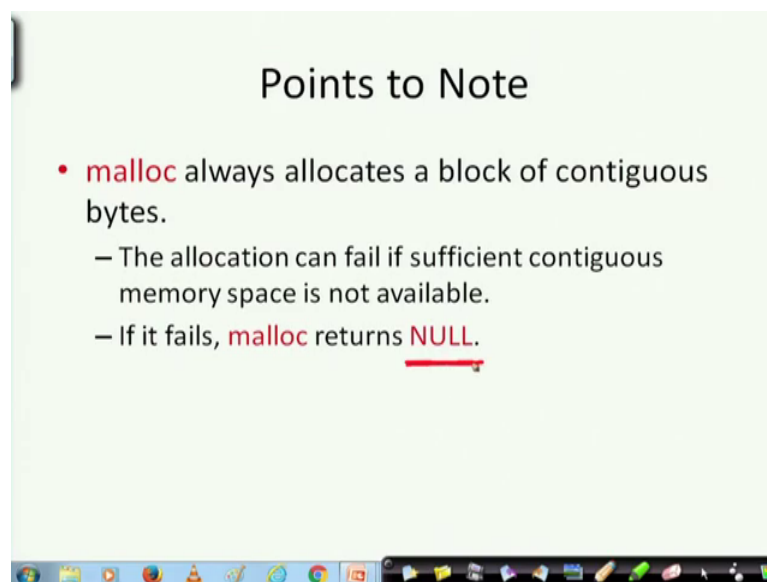 Points to Note
• malloc always allocates a block of contiguous
bytes.
– The allocation can fail if sufficient contiguous
memory space is not available.
– If it fails, malloc returns NULL.